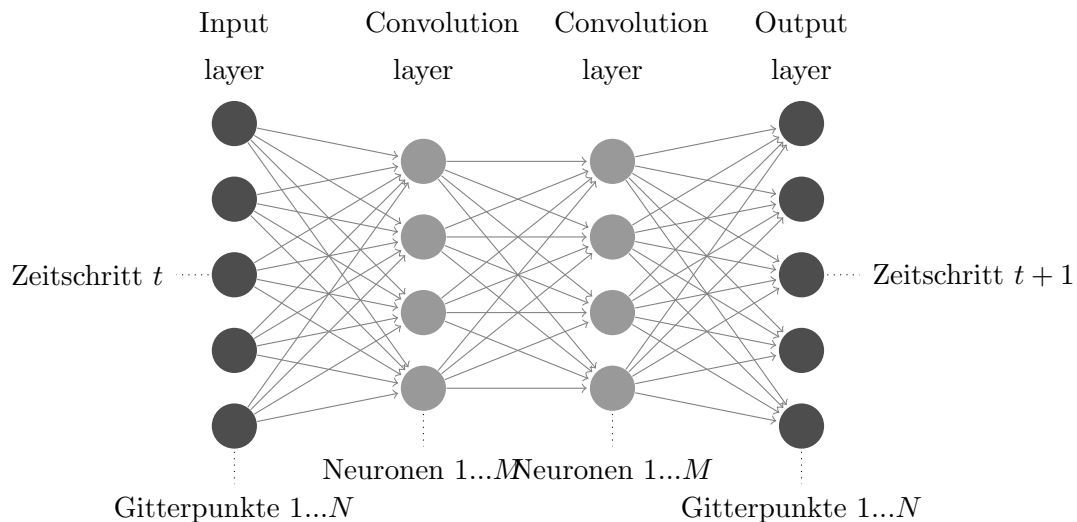 Input
layer
Convolution
layer
Convolution
layer
Output
layer
Zeitschritt t
Zeitschritt t + 1
Neuronen 1...M
Neuronen 1...M
Gitterpunkte 1...N
Gitterpunkte 1...N